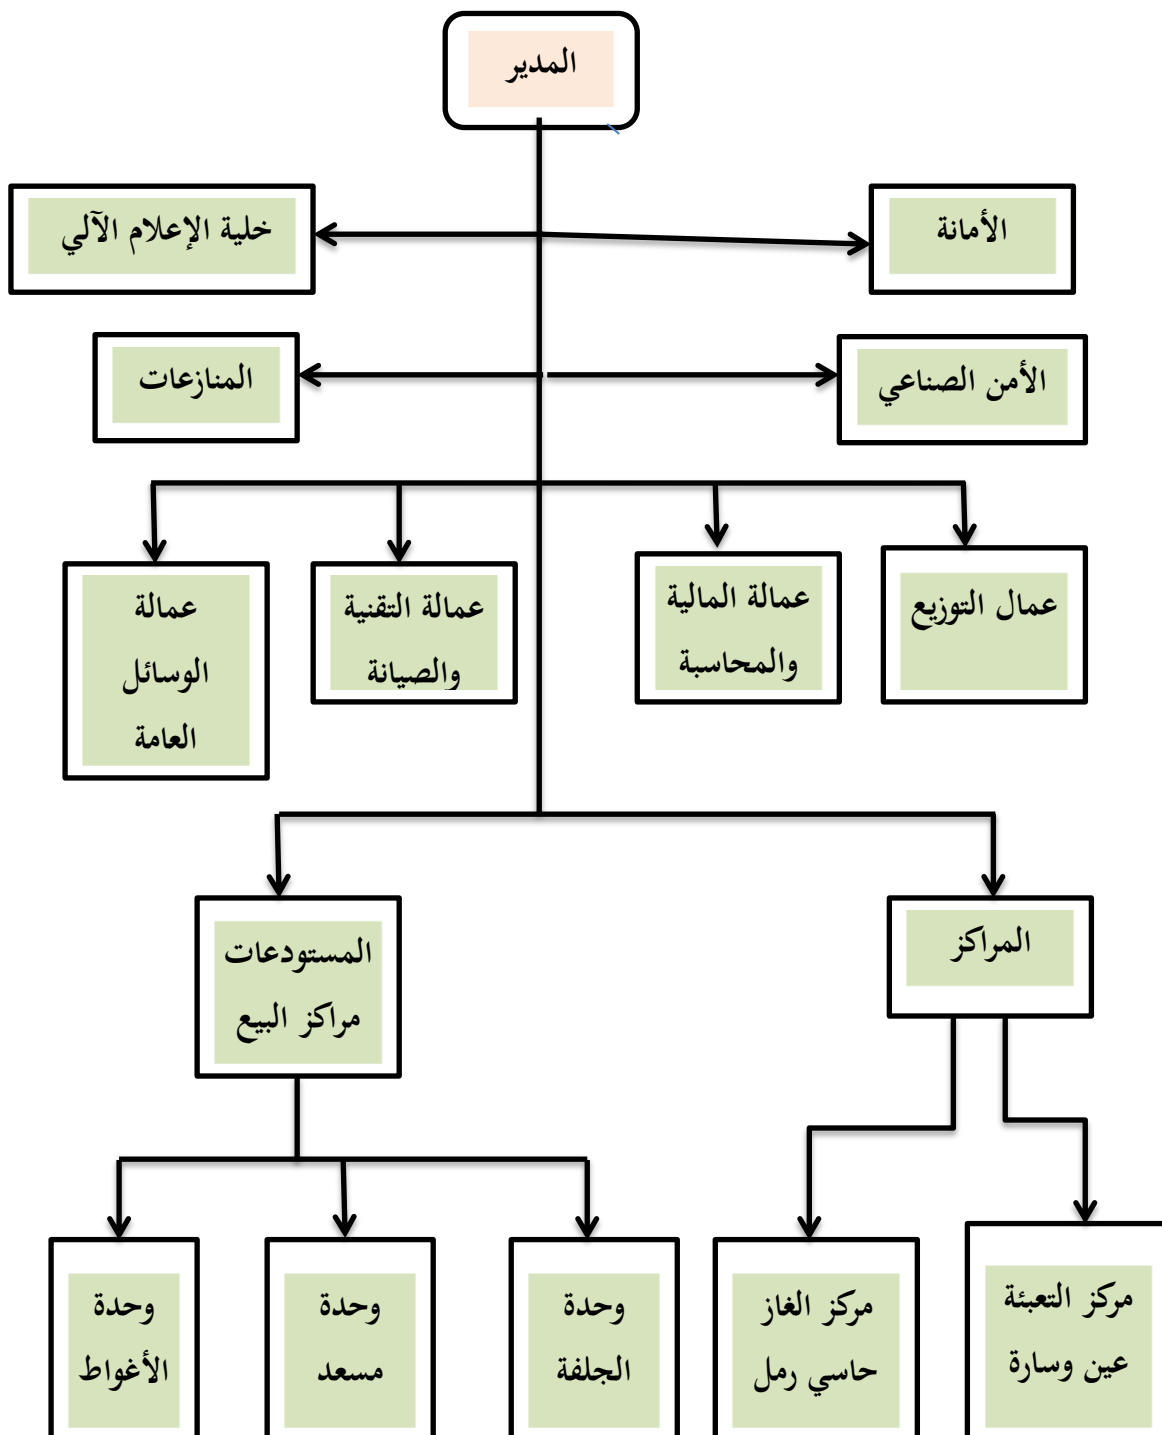 المدير
الأمانة
خلية الإعلام الآلي
الأمن الصناعي
المنازعات
عمال التوزيع
عمالة المالية
والمحاسبة
عمالة التقنية
والصيانة
عمالة
الوسائل
العامة
المراكز
المستودعات
مراكز البيع
مركز التعبئة
عين وسارة
مركز الغاز
حاسي رمل
وحدة
الجلفة
وحدة
مسعد
وحدة
الأغواط